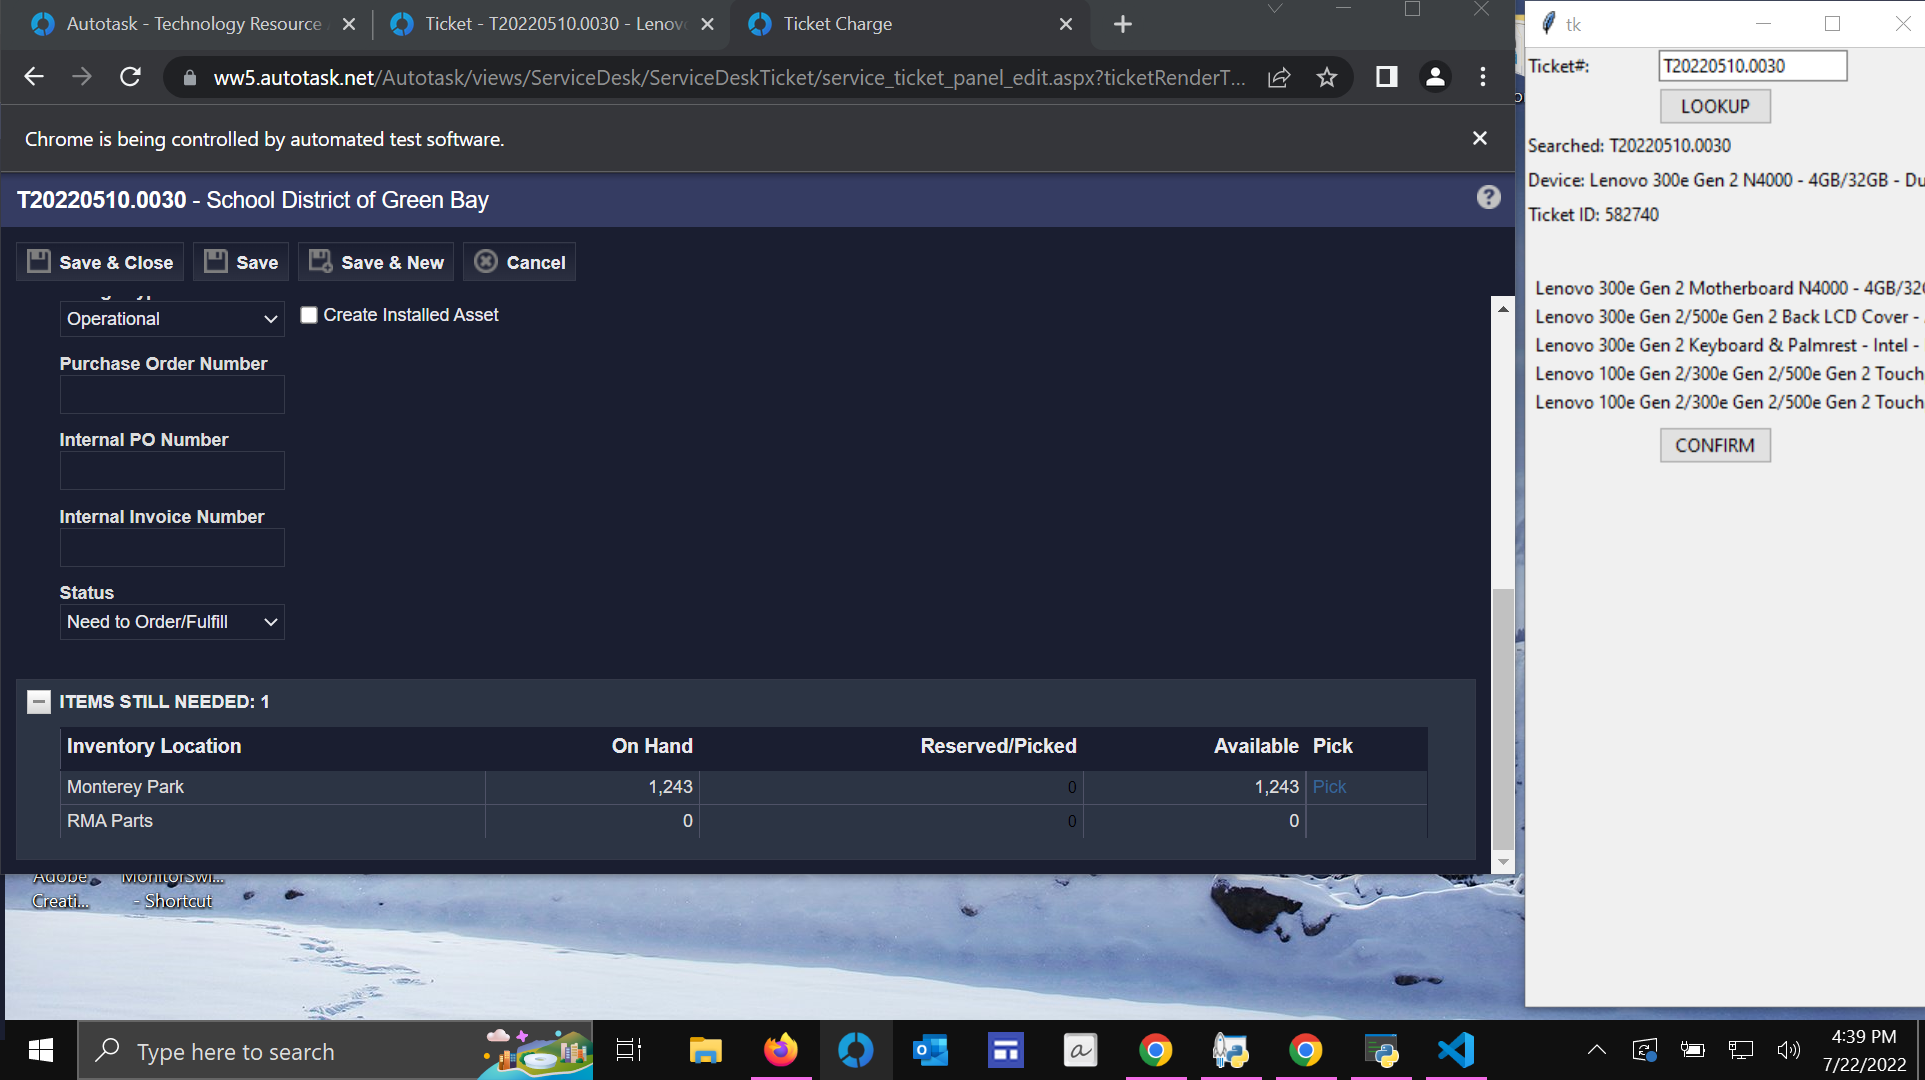 Autotask - Technology Resource
Ticket - T20220510.0030 - Lenov
Ticket Charge
ww5.autotask.net/Autotask/views/ServiceDesk/ServiceDeskTicket/service_ticket_panel_edit.aspx?ticketRenderT...
Chrome is being controlled by automated test software.
T20220510.0030 - School District of Green Bay
Save & Close
Save
Save & New
Cancel
Operational
Create Installed Asset
Purchase Order Number
Internal PO Number
Internal Invoice Number
Status
Need to Order/Fulfill
ITEMS STILL NEEDED: 1
Inventory Location On Hand Reserved/Picked Available Pick
Monterey Park 1,243 0 1,243 Pick
RMA Parts 0 0 0
tk
Ticket#: T20220510.0030
LOOKUP
Searched: T20220510.0030
Device: Lenovo 300e Gen 2 N4000 - 4GB/32GB - Du
Ticket ID: 582740
Lenovo 300e Gen 2 Motherboard N4000 - 4GB/32G
Lenovo 300e Gen 2/500e Gen 2 Back LCD Cover -
Lenovo 300e Gen 2 Keyboard & Palmrest - Intel -
Lenovo 100e Gen 2/300e Gen 2/500e Gen 2 Touch
Lenovo 100e Gen 2/300e Gen 2/500e Gen 2 Touch
CONFIRM
Adobe
Creati...
MonitorSwi...
- Shortcut
Type here to search
4:39 PM
7/22/2022